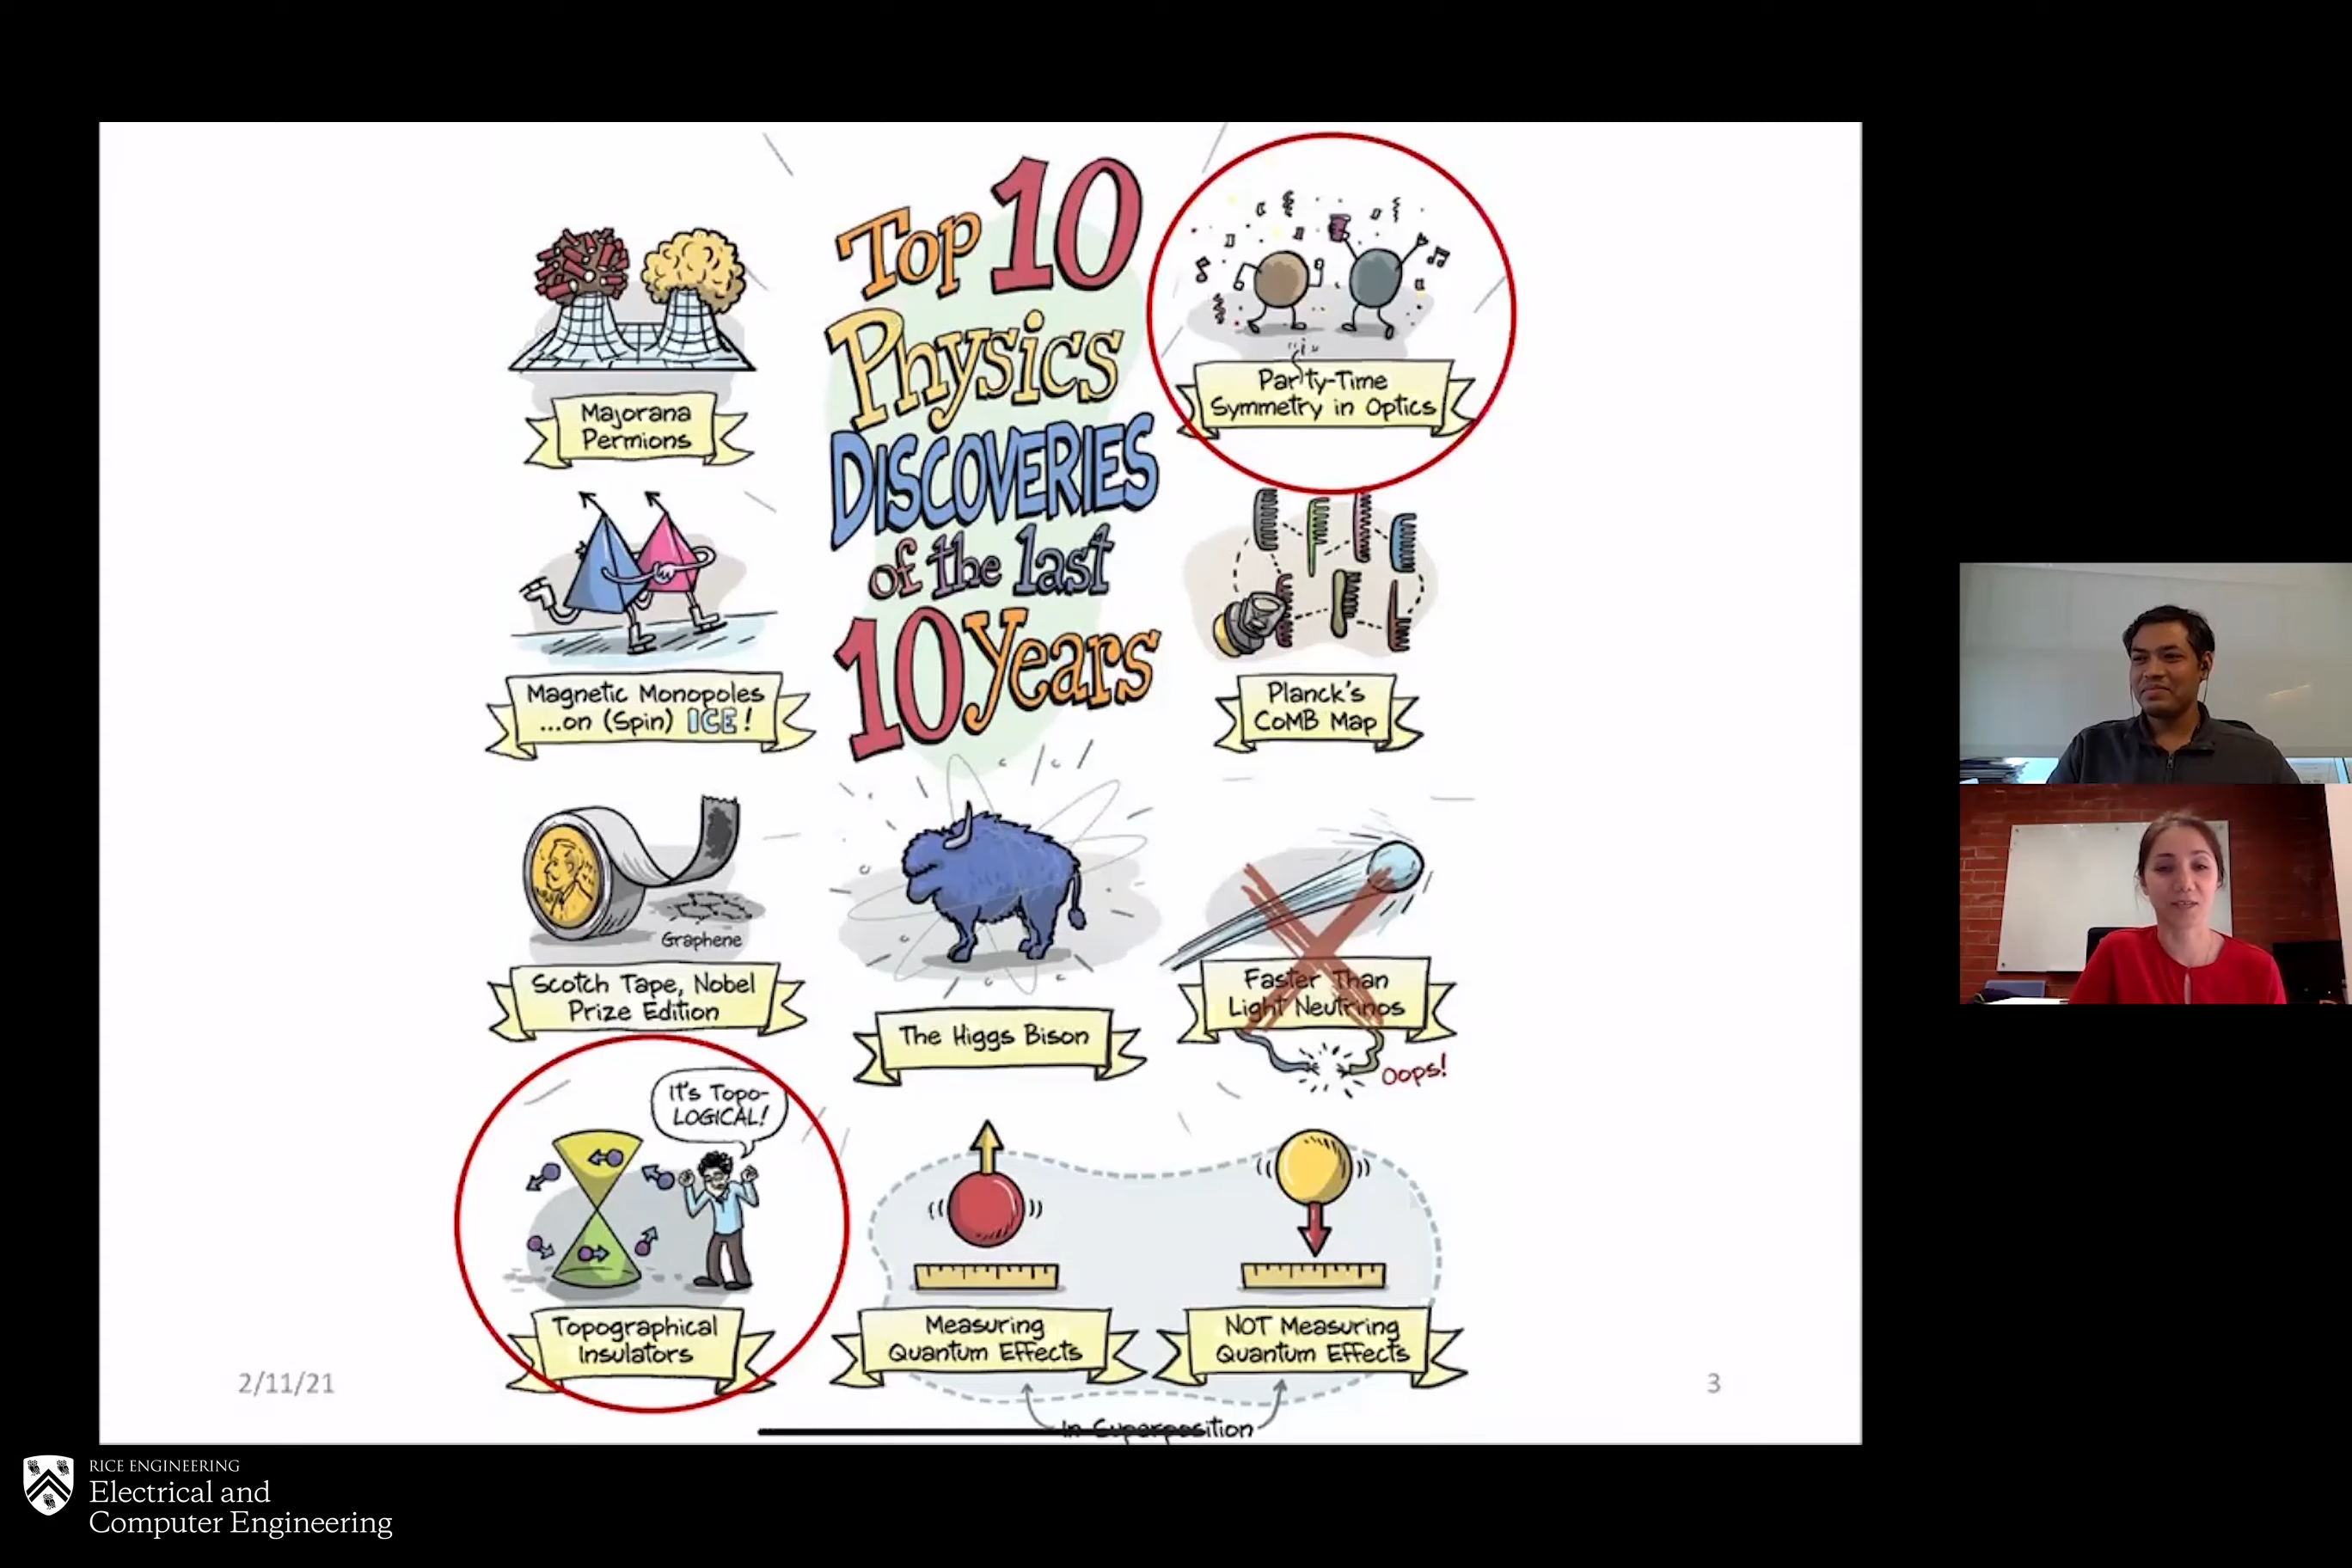 Top 10
Physics
DISCOVERIES
of the last
10 Years
Majorana
Permions
Parity-Time
Symmetry in Optics
Magnetic Monopoles
...on (Spin) ICE!
Planck's
CoMB Map
Graphene
Scotch Tape, Nobel
Prize Edition
The Higgs Bison
Faster Than
Light Neutrinos
Oops!
It's Topo-
LOGICAL!
Topographical
Insulators
Measuring
Quantum Effects
NOT Measuring
Quantum Effects
In Superposition
2/11/21
3
RICE ENGINEERING
Electrical and
Computer Engineering